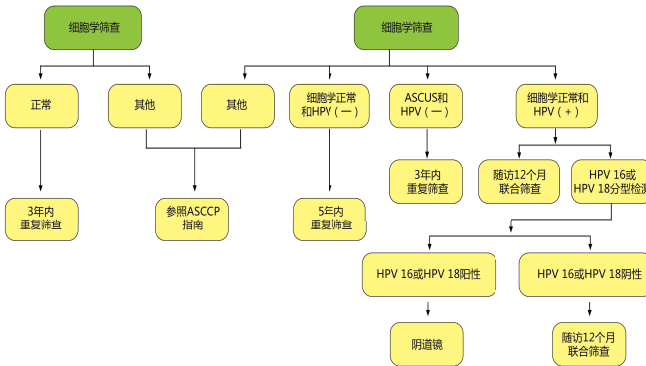 细胞学筛查
细胞学筛查
正常
其他
其他
细胞学正常
和HPV（一）
ASCUS和
HPV（一）
细胞学正常和
HPV（+）
3年内
重复筛查
随访12个月
联合筛查
HPV 16或
HPV 18分型检测
3年内
重复筛查
参照ASCCP
指南
5年内
重复筛查
HPV 16或HPV 18阳性
HPV 16或HPV 18阴性
阴道镜
随访12个月
联合筛查